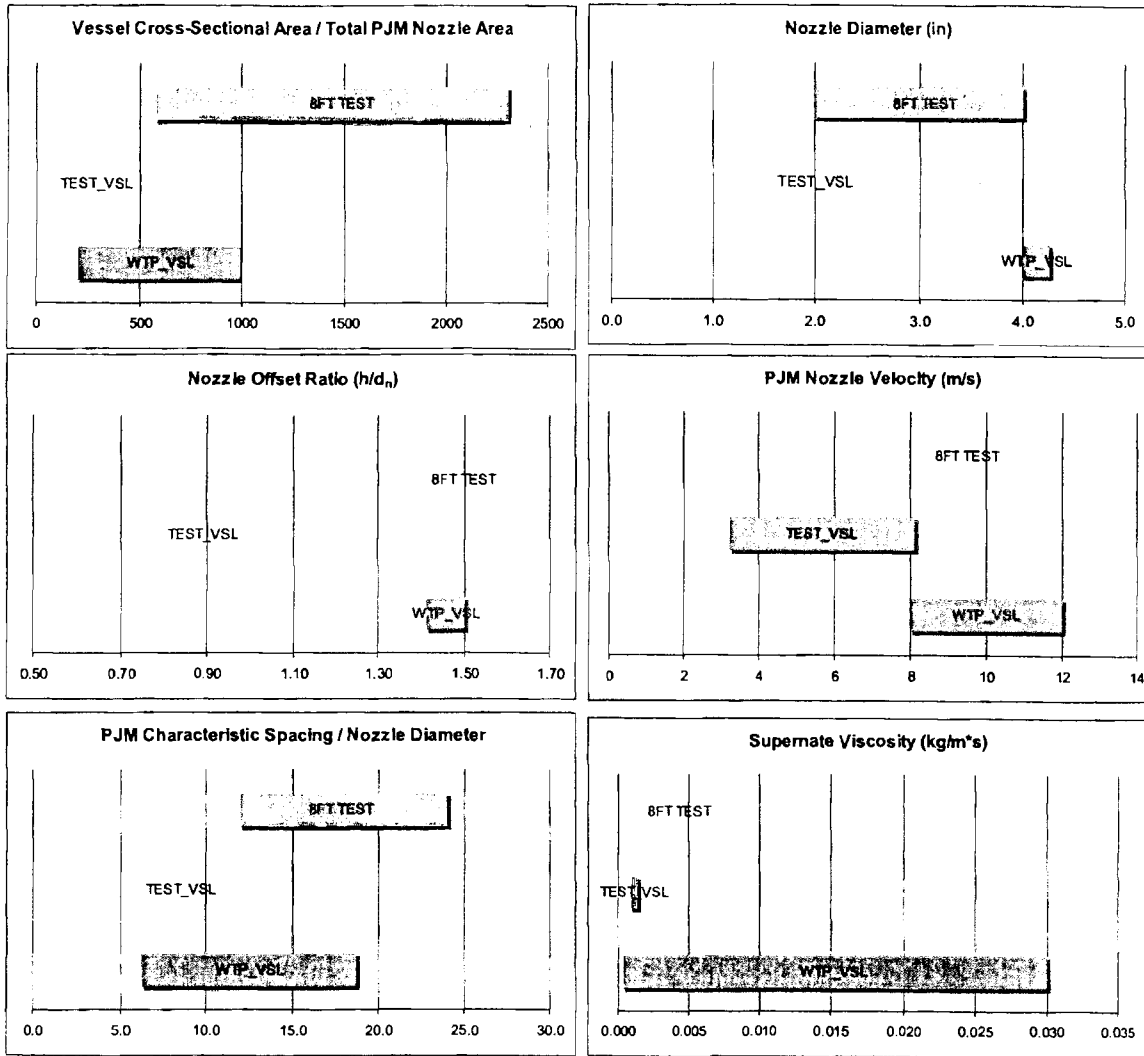 Vessel Cross-Sectional Area / Total PJM Nozzle Area
8FT TEST
TEST_VSL
WTP_VSL
0 500 1000 1500 2000 2500
Nozzle Diameter (in)
8FT TEST
TEST_VSL
WTP_VSL
0.0 1.0 2.0 3.0 4.0 5.0
Nozzle Offset Ratio (h/dn)
8FT TEST
TEST_VSL
WTP_VSL
0.50 0.70 0.90 1.10 1.30 1.50 1.70
PJM Nozzle Velocity (m/s)
8FT TEST
TEST_VSL
WTP_VSL
0 2 4 6 8 10 12 14
PJM Characteristic Spacing / Nozzle Diameter
8FT TEST
TEST_VSL
WTP_VSL
0.0 5.0 10.0 15.0 20.0 25.0 30.0
Supernate Viscosity (kg/m*s)
8FT TEST
TEST_VSL
WTP_VSL
0.000 0.005 0.010 0.015 0.020 0.025 0.030 0.035